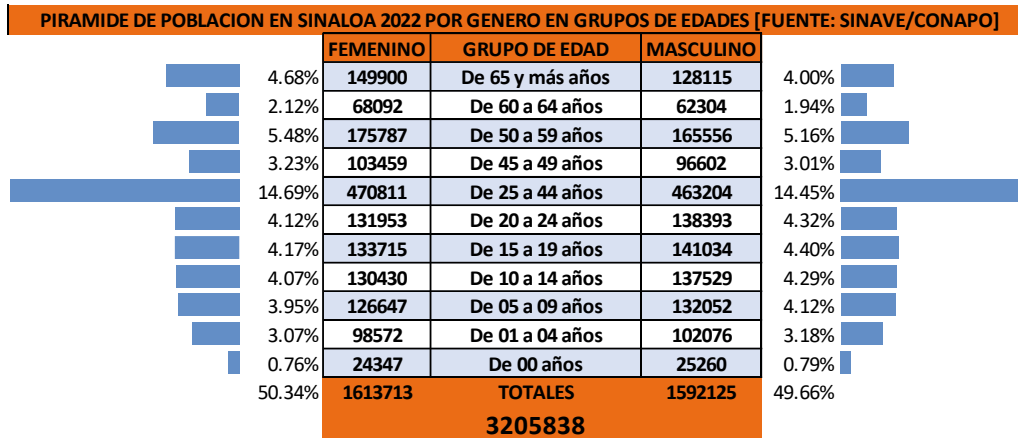 PIRAMIDE DE POBLACION EN SINALOA 2022 POR GENERO EN GRUPOS DE EDADES [FUENTE: SINAVE/CONAPO]
FEMENINO GRUPO DE EDAD MASCULINO
4.68% 149900 De 65 y más años 128115 4.00%
2.12% 68092 De 60 a 64 años 62304 1.94%
5.48% 175787 De 50 a 59 años 165556 5.16%
3.23% 103459 De 45 a 49 años 96602 3.01%
14.69% 470811 De 25 a 44 años 463204 14.45%
4.12% 131953 De 20 a 24 años 138393 4.32%
4.17% 133715 De 15 a 19 años 141034 4.40%
4.07% 130430 De 10 a 14 años 137529 4.29%
3.95% 126647 De 05 a 09 años 132052 4.12%
3.07% 98572 De 01 a 04 años 102076 3.18%
0.76% 24347 De 00 años 25260 0.79%
50.34% 1613713 TOTALES 1592125 49.66%
3205838